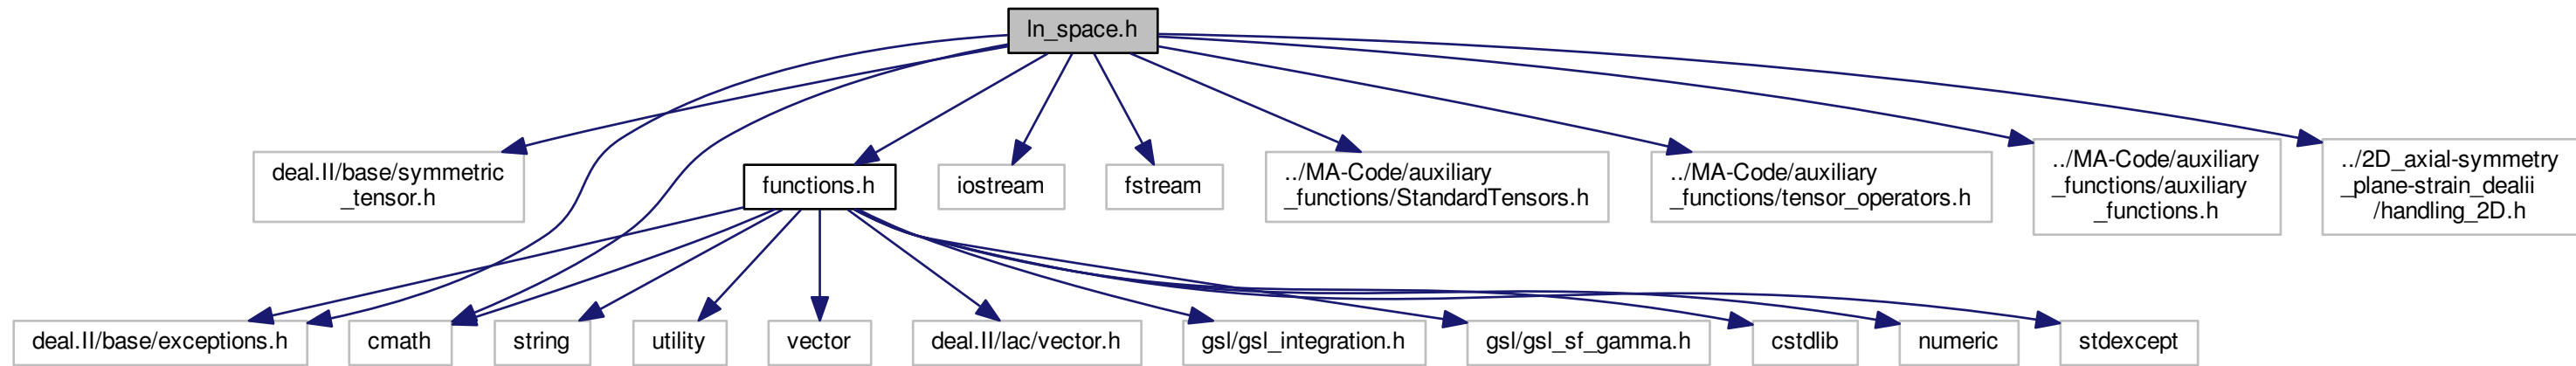 ln_space.h
deal.II/base/symmetric
_tensor.h
functions.h
iostream
fstream
../MA-Code/auxiliary
_functions/StandardTensors.h
../MA-Code/auxiliary
_functions/tensor_operators.h
../MA-Code/auxiliary
_functions/auxiliary
_functions.h
../2D_axial-symmetry
_plane-strain_dealii
/handling_2D.h
deal.II/base/exceptions.h
cmath
string
utility
vector
deal.II/lac/vector.h
gsl/gsl_integration.h
gsl/gsl_sf_gamma.h
cstdlib
numeric
stdexcept